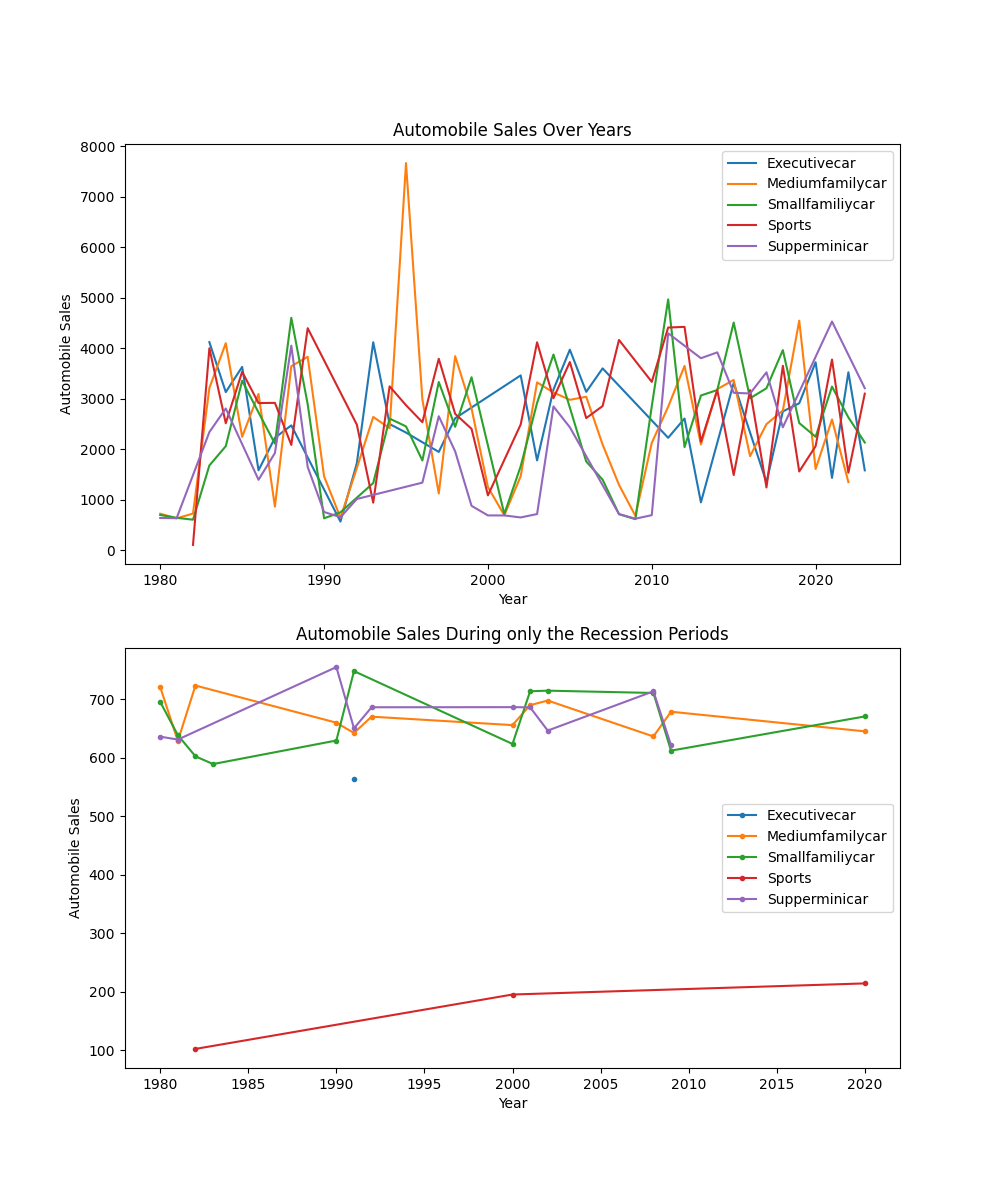 Automobile Sales Over Years
8000
7000
6000
5000
4000
3000
2000
1000
0
Automobile Sales
Executivecar
Mediumfamilycar
Smallfamiliycar
Sports
Supperminicar
1980 1990 2000 2010 2020
Year
Automobile Sales During only the Recession Periods
700
600
500
400
300
200
100
Automobile Sales
Executivecar
Mediumfamilycar
Smallfamiliycar
Sports
Supperminicar
1980 1985 1990 1995 2000 2005 2010 2015 2020
Year